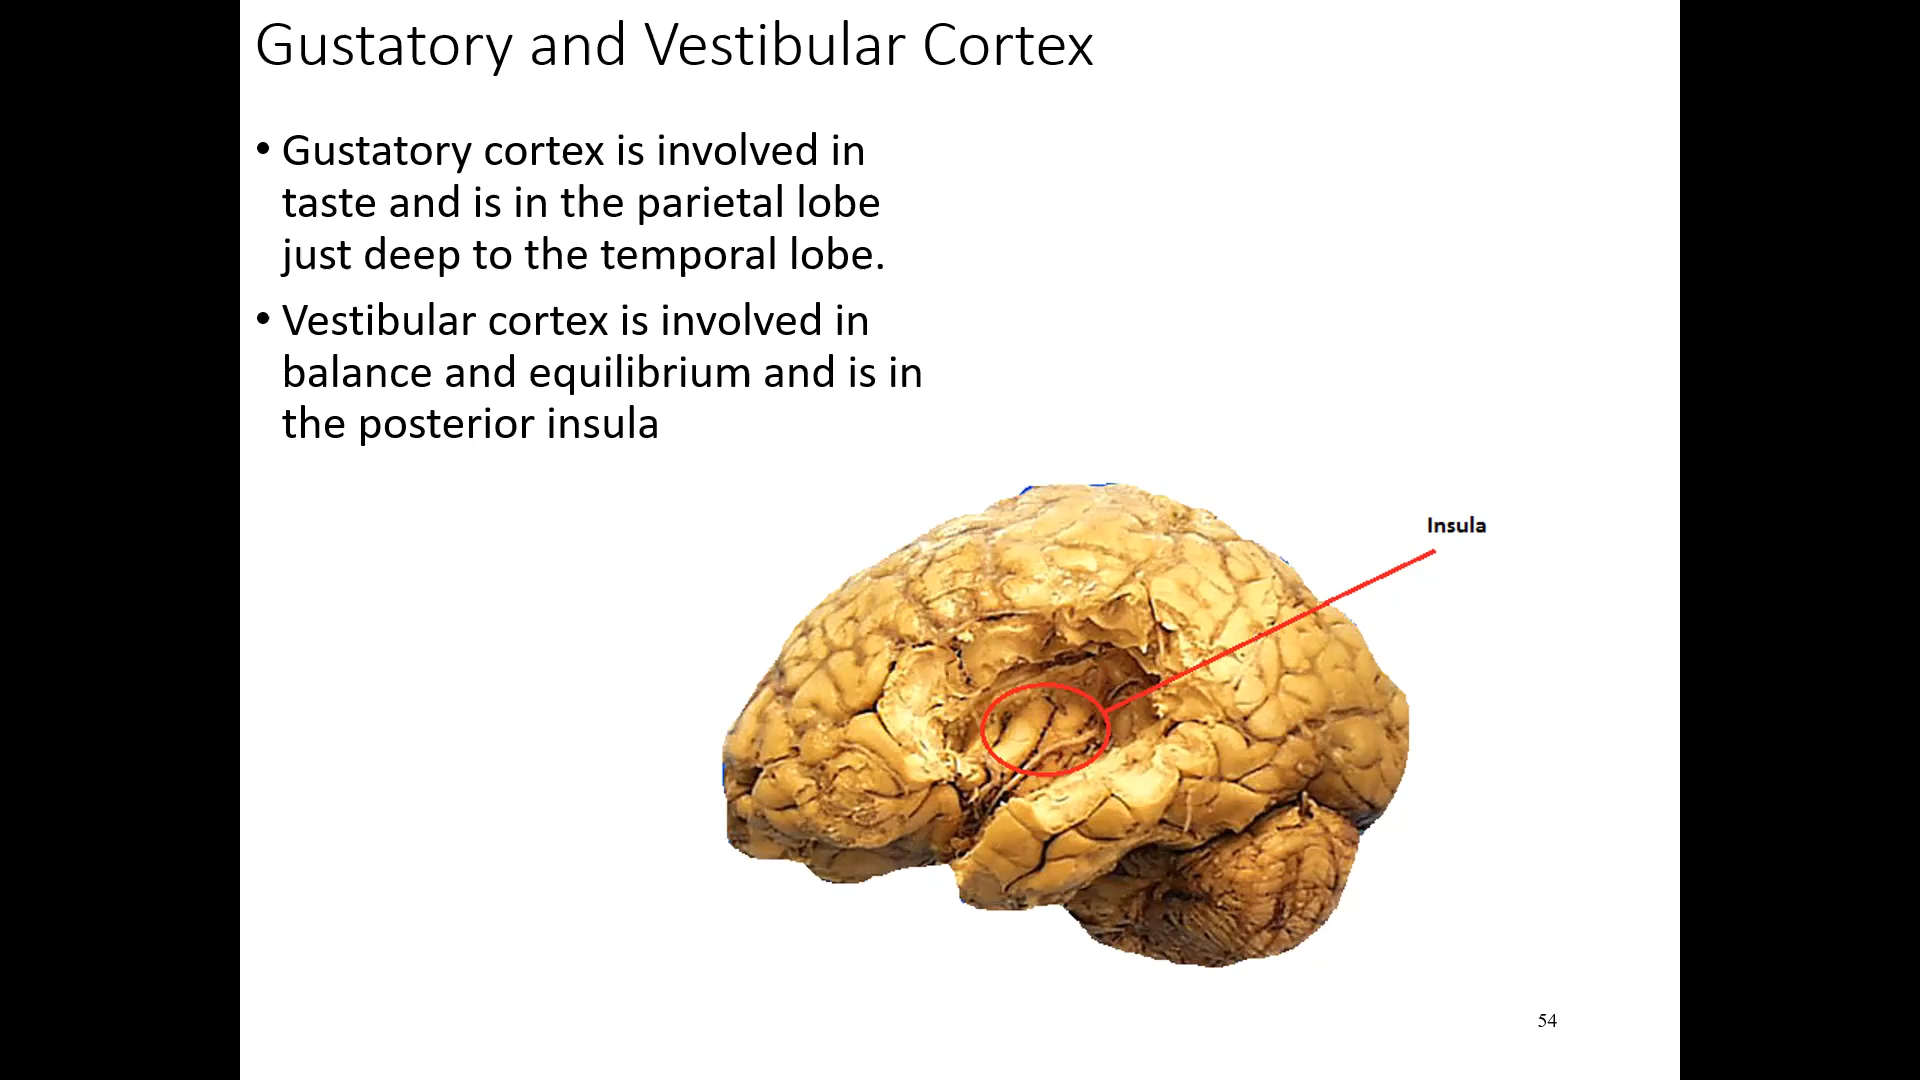 Gustatory and Vestibular Cortex
• Gustatory cortex is involved in
taste and is in the parietal lobe
just deep to the temporal lobe.
• Vestibular cortex is involved in
balance and equilibrium and is in
the posterior insula
Insula
54